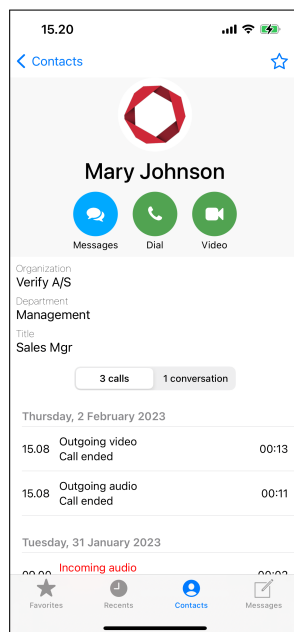 15.20
Contacts
Mary Johnson
Messages Dial Video
Organization
Verify A/S
Department
Management
Title
Sales Mgr
3 calls 1 conversation
Thursday, 2 February 2023
Outgoing video
15.08 00:13
Call ended
Outgoing audio
15.08 00:11
Call ended
Tuesday, 31 January 2023
Incoming audio
Favorites Recents Contacts Messages